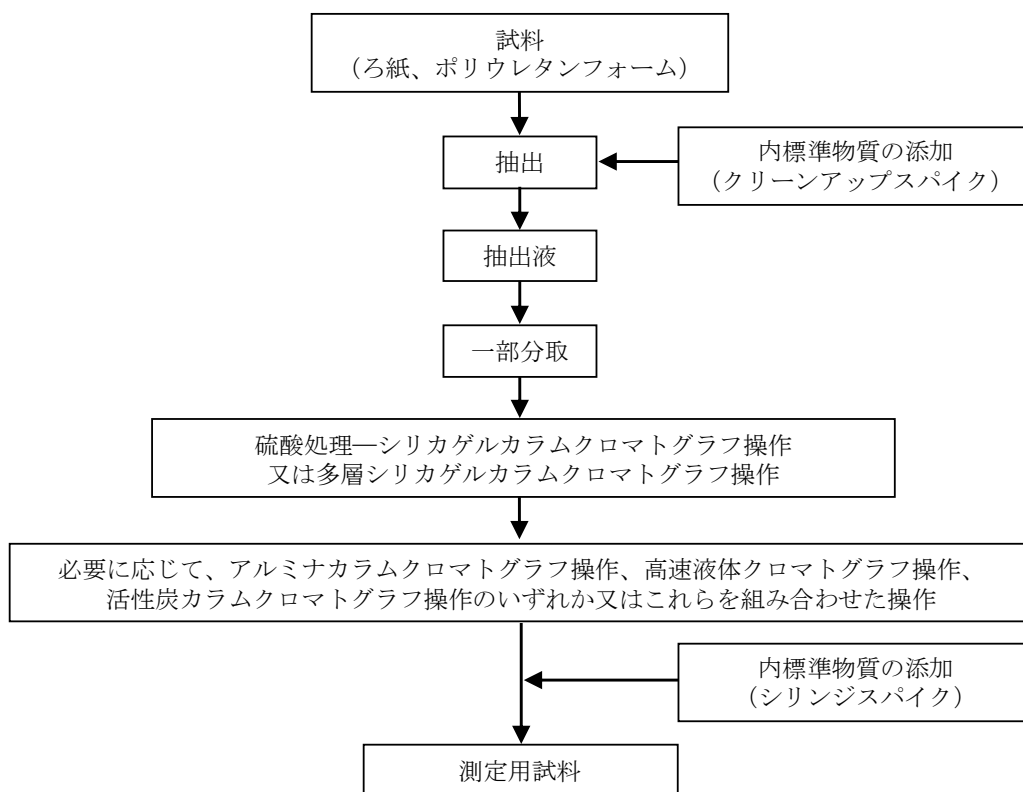 試料
（ろ紙、ポリウレタンフォーム）
抽出
内標準物質の添加
（クリーンアップスパイク）
抽出液
一部分取
硫酸処理―シリカゲルカラムクロマトグラフ操作
又は多層シリカゲルカラムクロマトグラフ操作
必要に応じて、アルミナカラムクロマトグラフ操作、高速液体クロマトグラフ操作、
活性炭カラムクロマトグラフ操作のいずれか又はこれらを組み合わせた操作
内標準物質の添加
（シリンジスパイク）
測定用試料